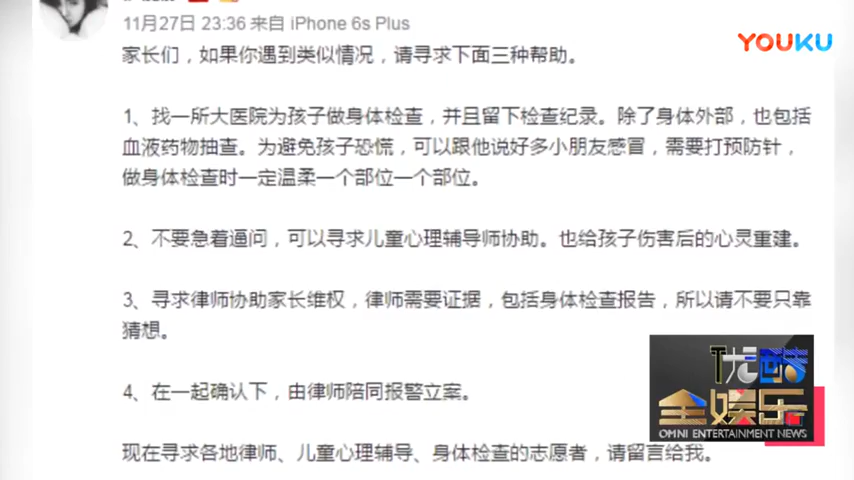 11月27日 23:36 来自 iPhone 6s Plus
YOUKU
家长们，如果你遇到类似情况，请寻求下面三种帮助。
1、找一所大医院为孩子做身体检查，并且留下检查纪录。除了身体外部，也包括
血液药物抽查。为避免孩子恐慌，可以跟他说好多小朋友感冒，需要打预防针，
做身体检查时一定温柔一个部位一个部位。
2、不要急着逼问，可以寻求儿童心理辅导师协助。也给孩子伤害后的心灵重建。
3、寻求律师协助家长维权，律师需要证据，包括身体检查报告，所以请不要只靠
猜想。
4、在一起确认下，由律师陪同报警立案。
优酷
全娱乐
OMNI ENTERTAINMENT NEWS
现在寻求各地律师、儿童心理辅导、身体检查的志愿者，请留言给我。